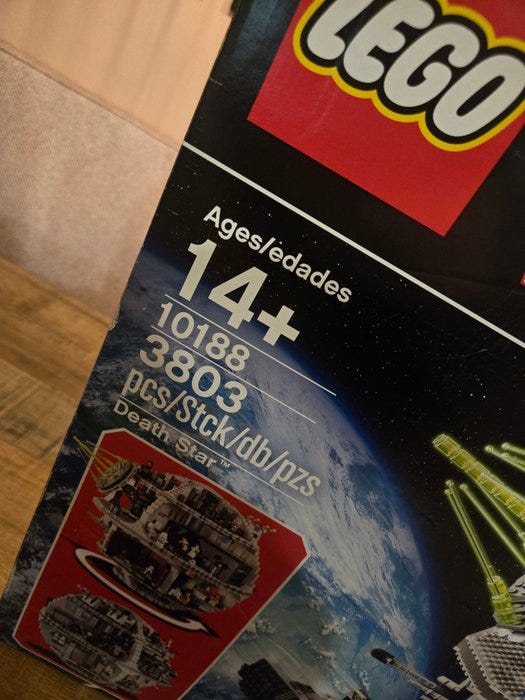 LEGO
Ages/edades
14+
10188
3803
pcs/Stck/db/pzs
Death Star™